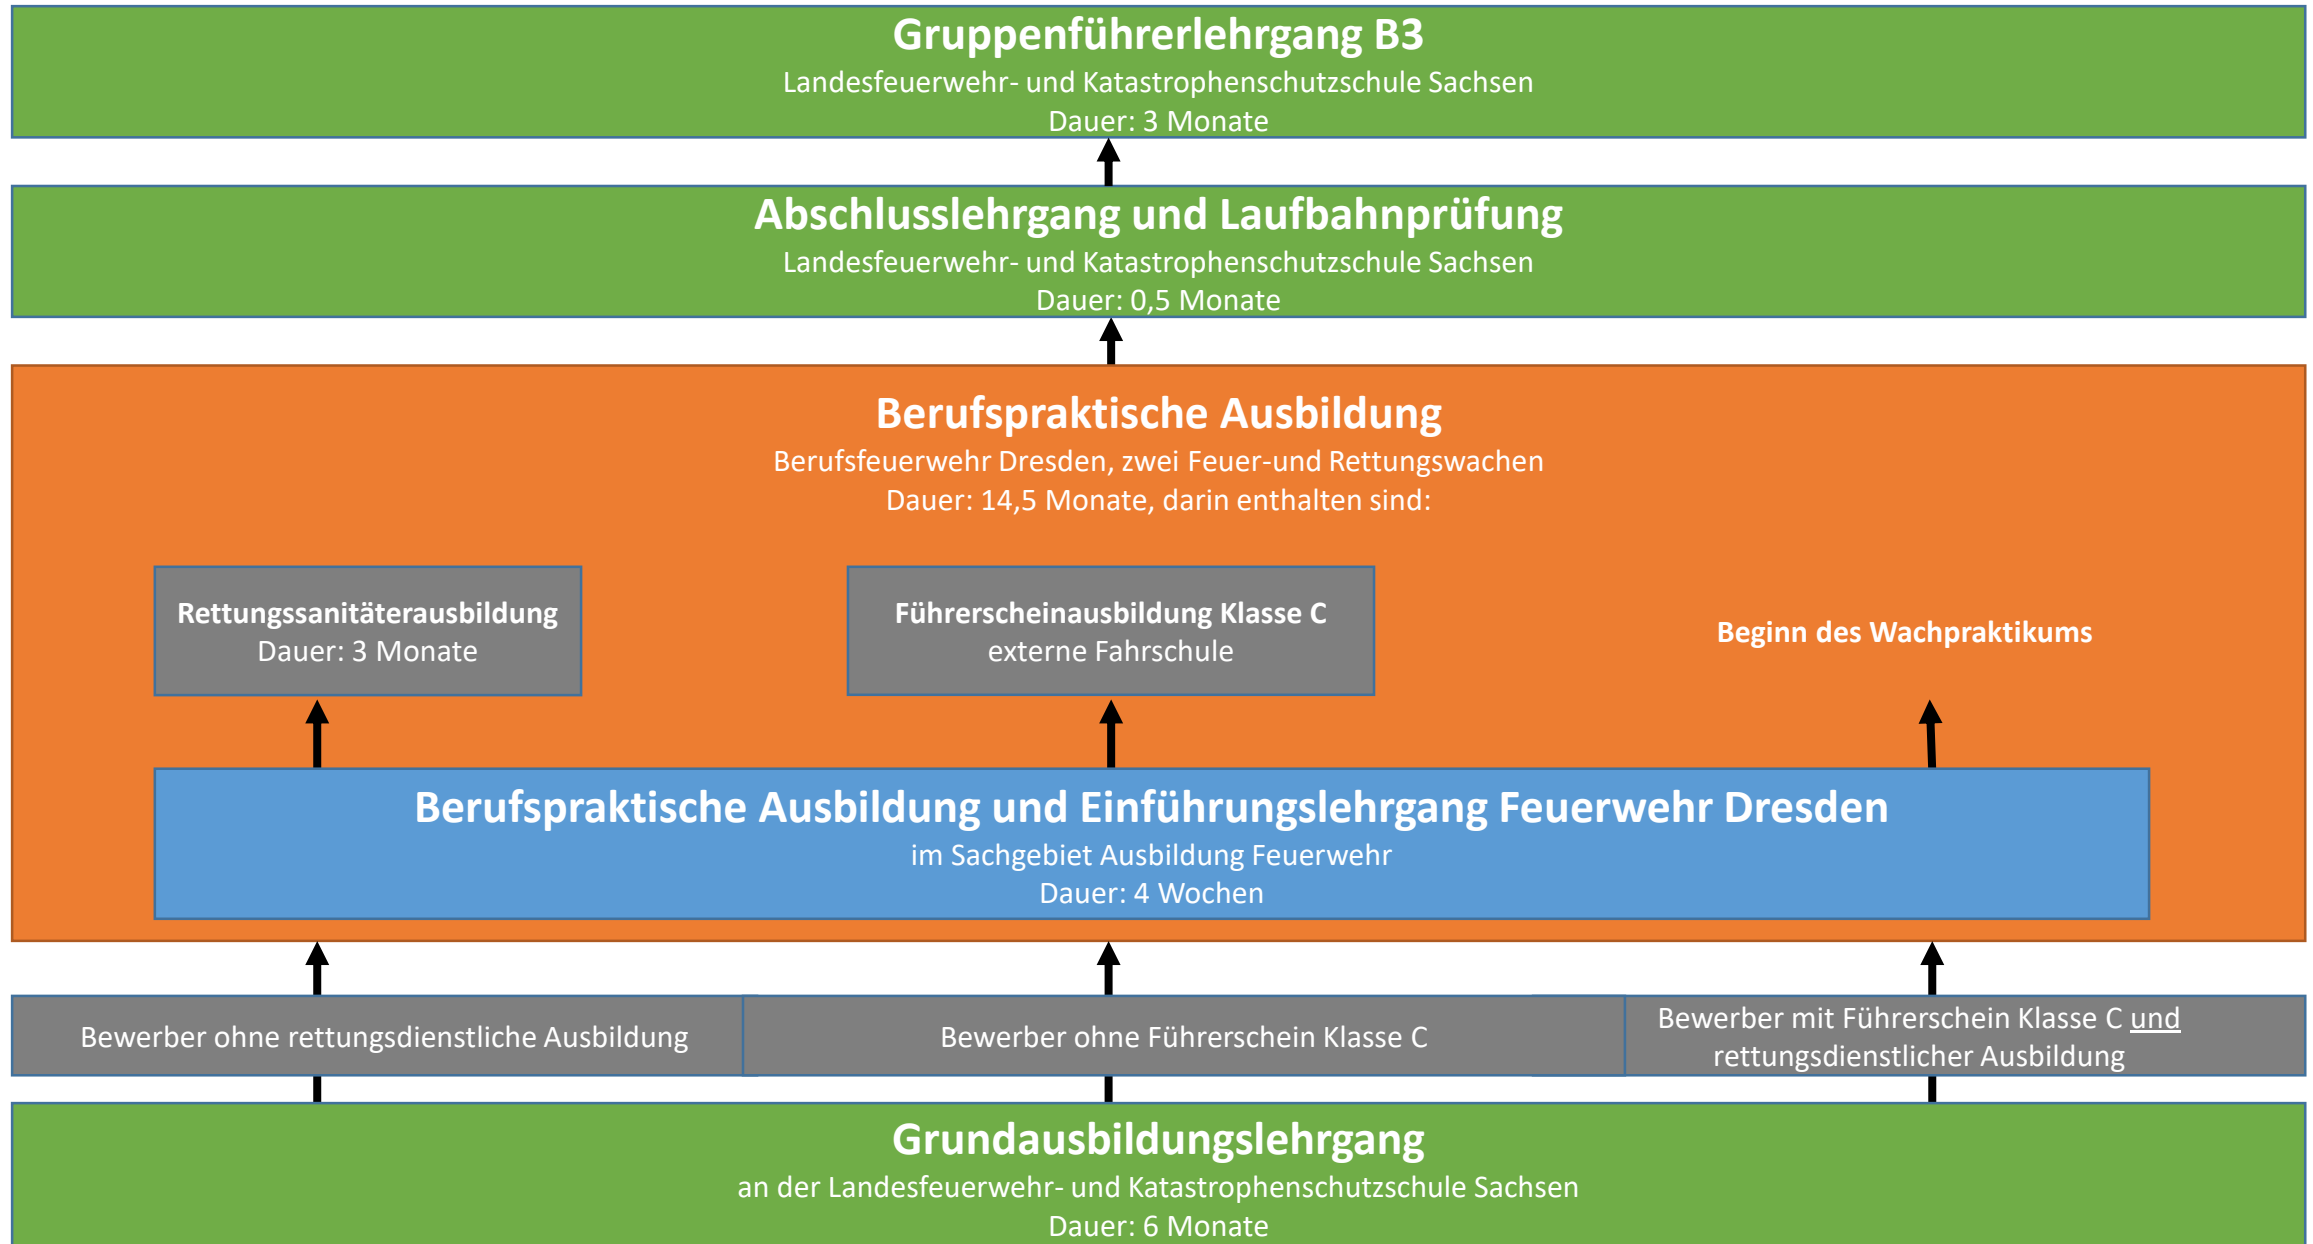 Gruppenführerlehrgang B3
Landesfeuerwehr- und Katastrophenschutzschule Sachsen
Dauer: 3 Monate
Abschlusslehrgang und Laufbahnprüfung
Landesfeuerwehr- und Katastrophenschutzschule Sachsen
Dauer: 0,5 Monate
Berufspraktische Ausbildung
Berufsfeuerwehr Dresden, zwei Feuer-und Rettungswachen
Dauer: 14,5 Monate, darin enthalten sind:
Rettungssanitäterausbildung
Dauer: 3 Monate
Führerscheinausbildung Klasse C
externe Fahrschule
Beginn des Wachpraktikums
Berufspraktische Ausbildung und Einführungslehrgang Feuerwehr Dresden
im Sachgebiet Ausbildung Feuerwehr
Dauer: 4 Wochen
Bewerber ohne rettungsdienstliche Ausbildung
Bewerber ohne Führerschein Klasse C
Bewerber mit Führerschein Klasse C und
rettungsdienstlicher Ausbildung
Grundausbildungslehrgang
an der Landesfeuerwehr- und Katastrophenschutzschule Sachsen
Dauer: 6 Monate